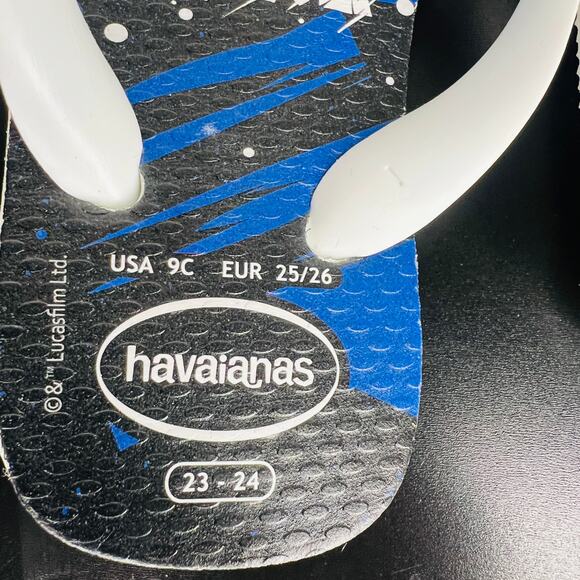 USA 9C EUR 25/26
©&™ Lucasfilm Ltd.
havaianas
23 - 24